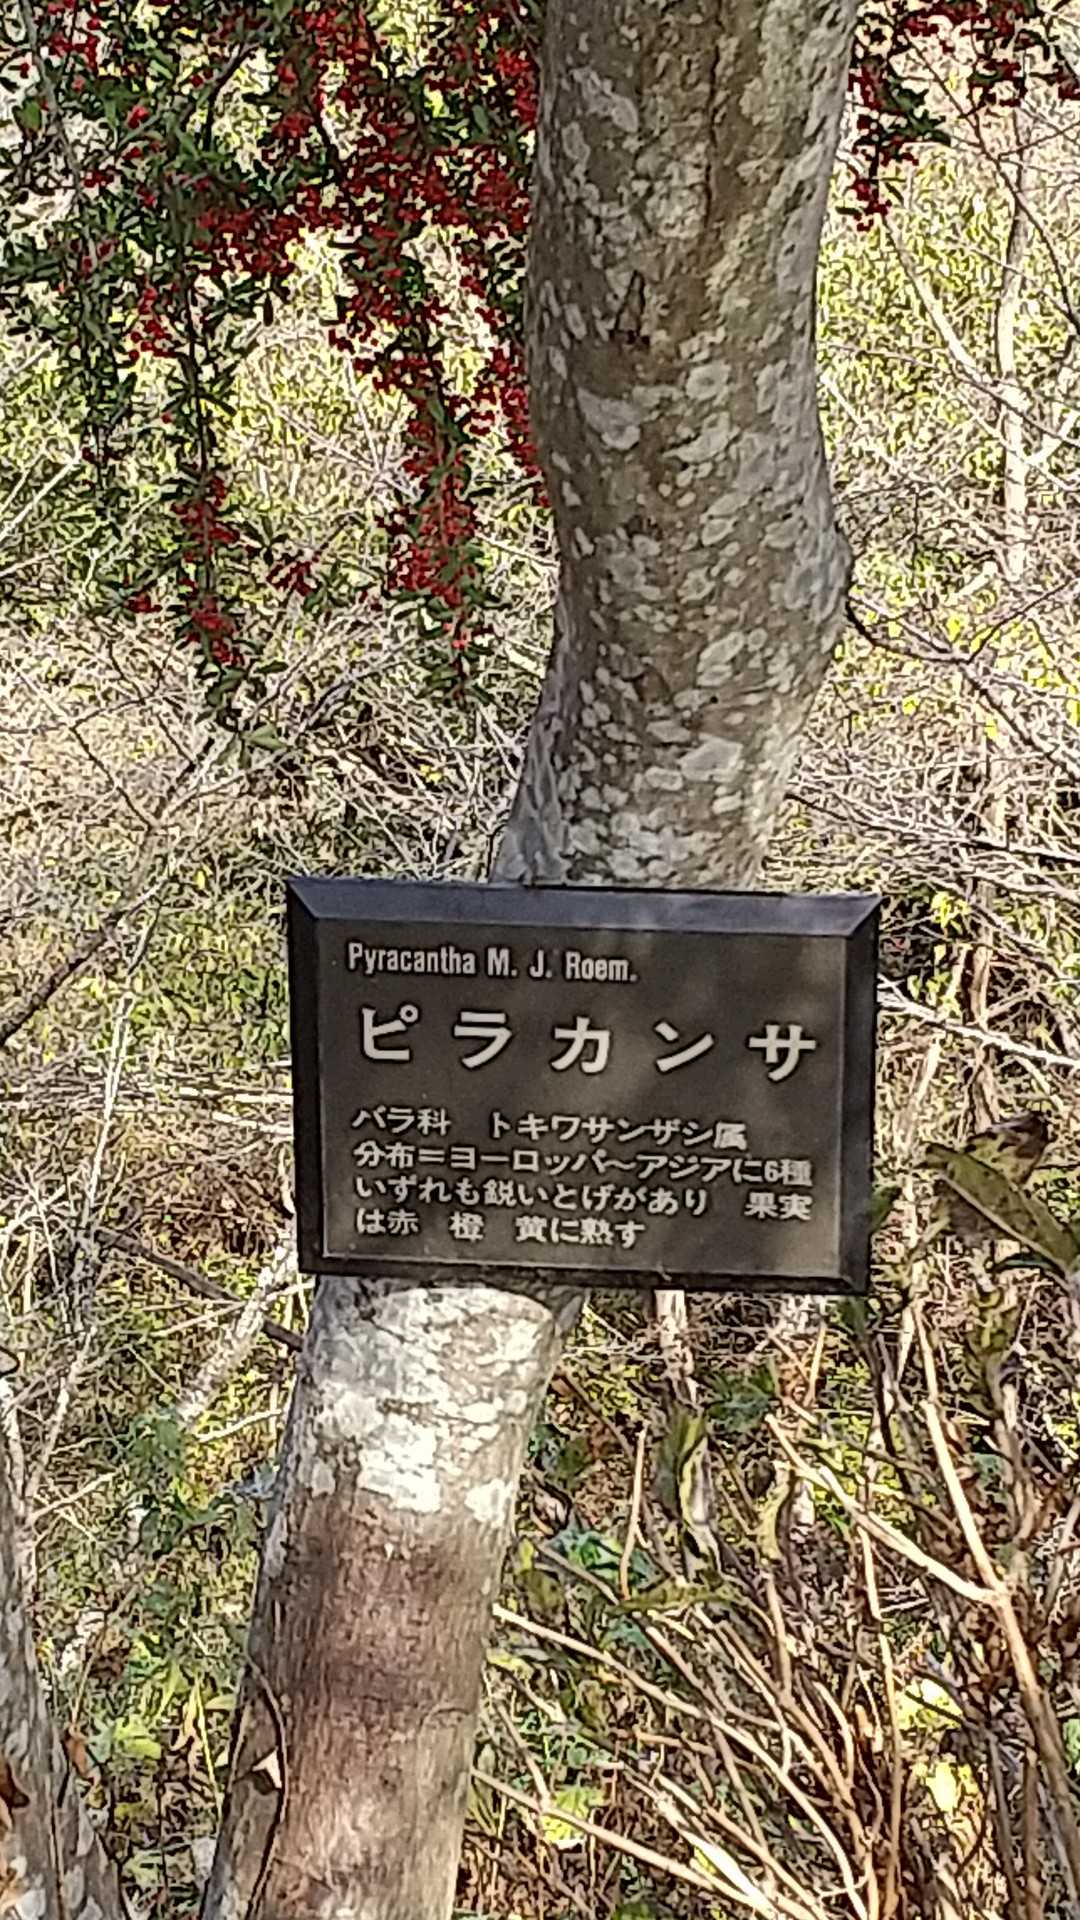 Pyracantha M. J. Roem.
ピラカンサ
バラ科　トキワサンザシ属
分布=ヨーロッパ〜アジアに6種
いずれも鋭いとげがあり　果実
は赤　橙　黄に熟す